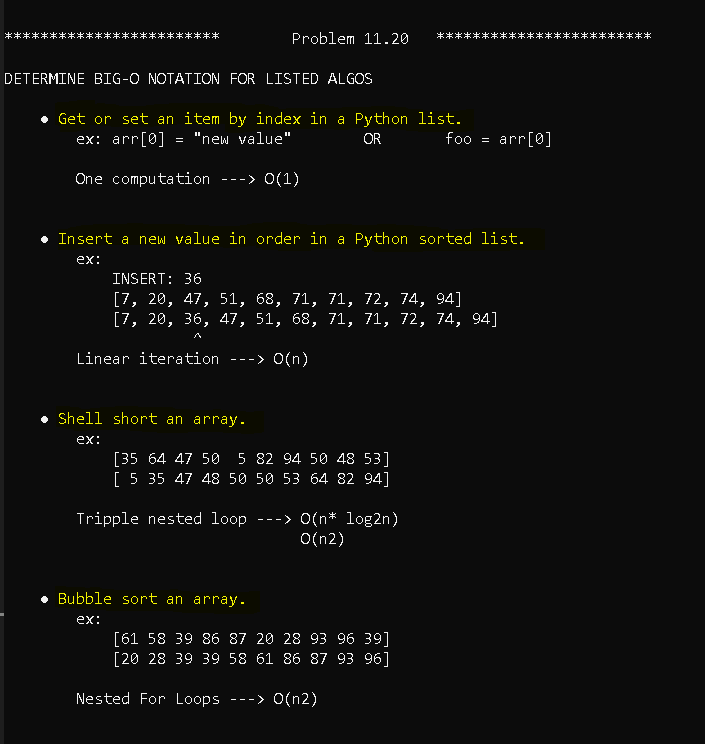 ************************ Problem 11.20 ************************
DETERMINE BIG-O NOTATION FOR LISTED ALGOS
• Get or set an item by index in a Python list.
ex: arr[0] = "new value" OR foo = arr[0]
One computation ---> O(1)
• Insert a new value in order in a Python sorted list.
ex:
INSERT: 36
[7, 20, 47, 51, 68, 71, 71, 72, 74, 94]
[7, 20, 36, 47, 51, 68, 71, 71, 72, 74, 94]
^
Linear iteration ---> O(n)
• Shell short an array.
ex:
[35 64 47 50  5 82 94 50 48 53]
[ 5 35 47 48 50 50 53 64 82 94]
Tripple nested loop ---> O(n* log2n)
O(n2)
• Bubble sort an array.
ex:
[61 58 39 86 87 20 28 93 96 39]
[20 28 39 39 58 61 86 87 93 96]
Nested For Loops ---> O(n2)